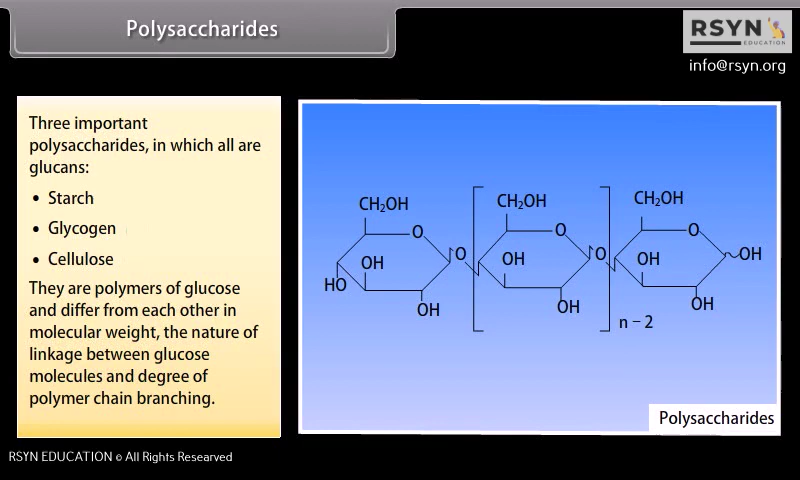 Polysaccharides
RSYN
EDUCATION
info@rsyn.org
Three important
polysaccharides, in which all are
glucans:
• Starch
• Glycogen
• Cellulose
They are polymers of glucose
and differ from each other in
molecular weight, the nature of
linkage between glucose
molecules and degree of
polymer chain branching.
CH₂OH CH₂OH CH₂OH
O O O
O O OH
OH OH OH
HO
OH OH OH
n – 2
Polysaccharides
RSYN EDUCATION © All Rights Researved